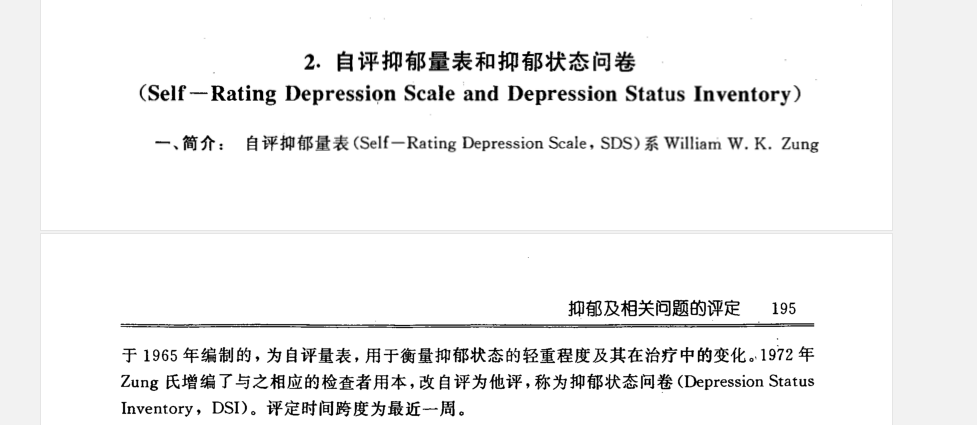 2. 自评抑郁量表和抑郁状态问卷
(Self－Rating Depression Scale and Depression Status Inventory)
一、简介： 自评抑郁量表(Self－Rating Depression Scale, SDS)系 William W. K. Zung
抑郁及相关问题的评定 195
于 1965 年编制的，为自评量表，用于衡量抑郁状态的轻重程度及其在治疗中的变化。1972 年
Zung 氏增编了与之相应的检查者用本，改自评为他评，称为抑郁状态问卷(Depression Status
Inventory，DSI)。评定时间跨度为最近一周。